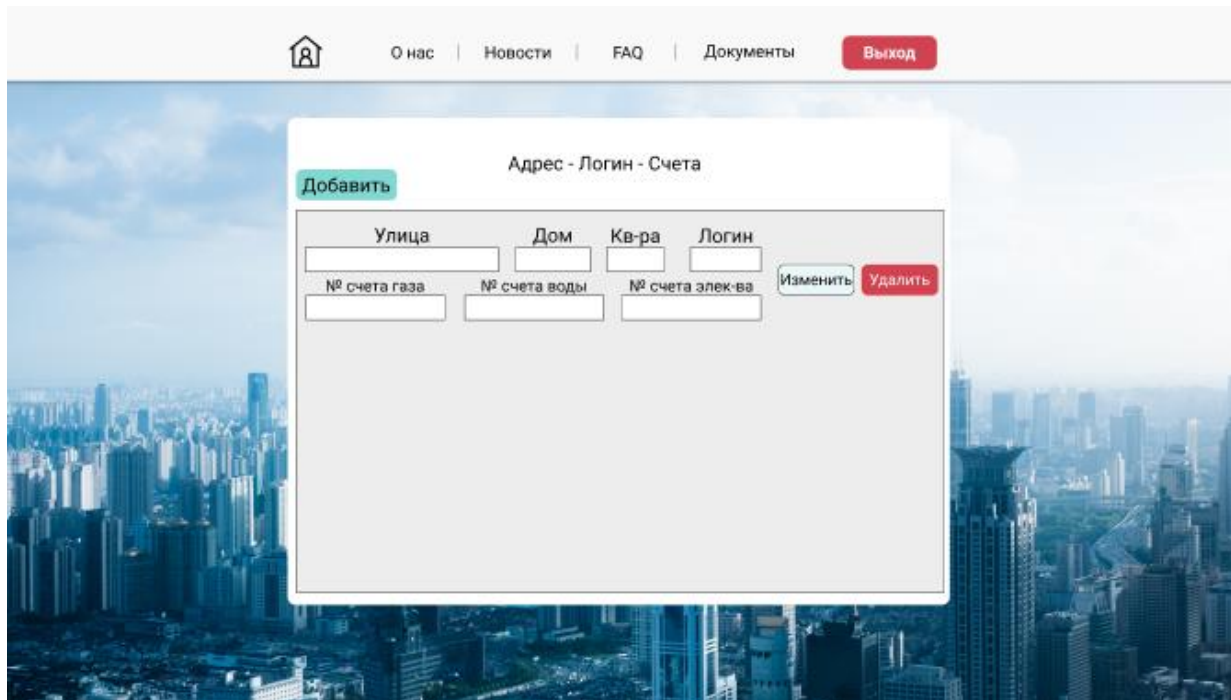 О нас | Новости | FAQ | Документы Выход
Адрес - Логин - Счета
Добавить
Улица Дом Кв-ра Логин
Изменить Удалить
№ счета газа № счета воды № счета элек-ва